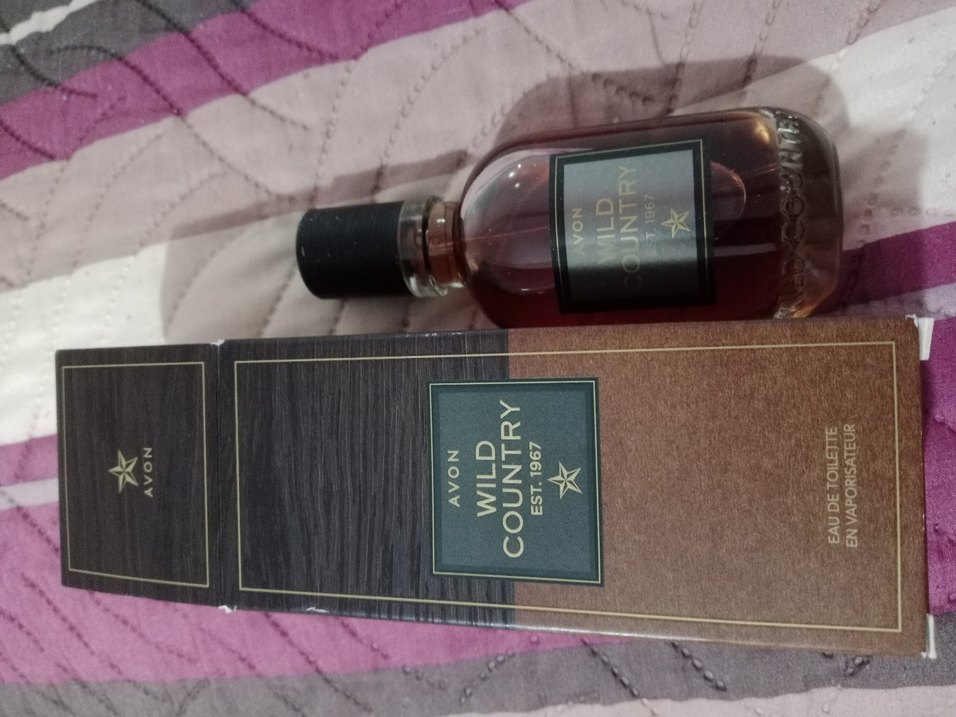 AVON
WILD
COUNTRY
EST. 1967
AVON
AVON
WILD
COUNTRY
EST. 1967
EAU DE TOILETTE
EN VAPORISATEUR